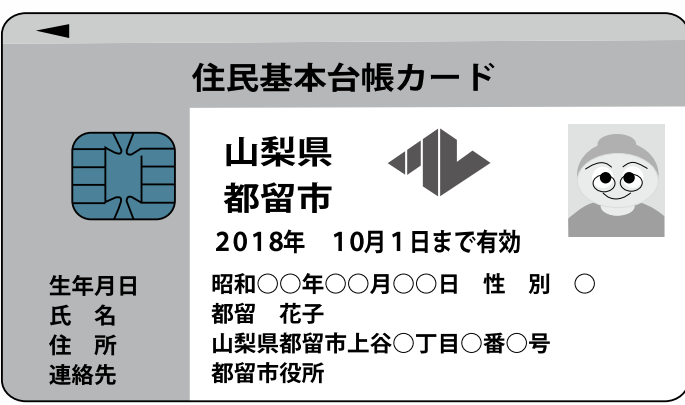 住民基本台帳カード
山梨県
都留市
2018年　10月1日まで有効
生年月日　昭和○○年○○月○○日　性　別　○
氏　名　都留　花子
住　所　山梨県都留市上谷○丁目○番○号
連絡先　都留市役所